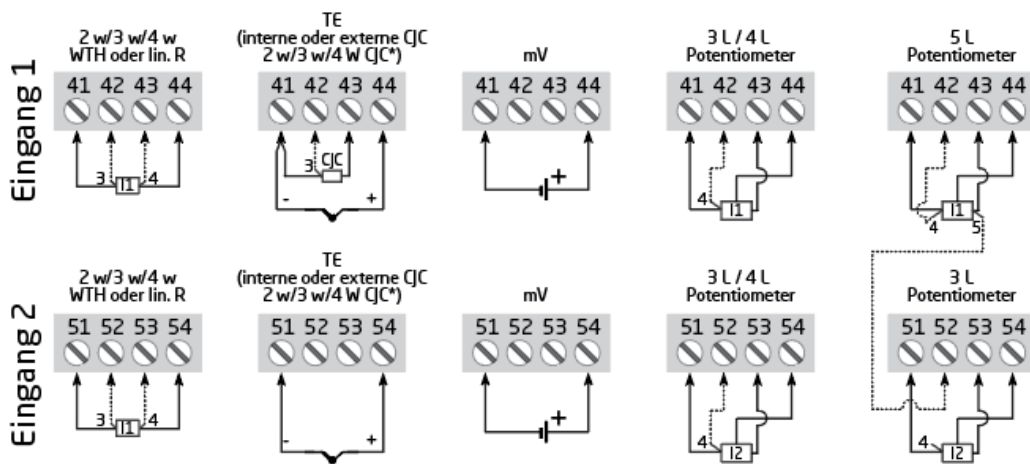 Eingang 1
2 w/3 w/4 w
WTH oder lin. R
41 42 43 44
3 I1 4
TE
(interne oder externe CJC
2 w/3 w/4 W CJC*)
41 42 43 44
3 CJC
- +
mV
41 42 43 44
+
3 L / 4 L
Potentiometer
41 42 43 44
4 I1
5 L
Potentiometer
41 42 43 44
4 I1 5
Eingang 2
2 w/3 w/4 w
WTH oder lin. R
51 52 53 54
3 I1 4
TE
(interne oder externe CJC
2 w/3 w/4 W CJC*)
51 52 53 54
- +
mV
51 52 53 54
+
3 L / 4 L
Potentiometer
51 52 53 54
4 I2
3 L
Potentiometer
51 52 53 54
4 I2